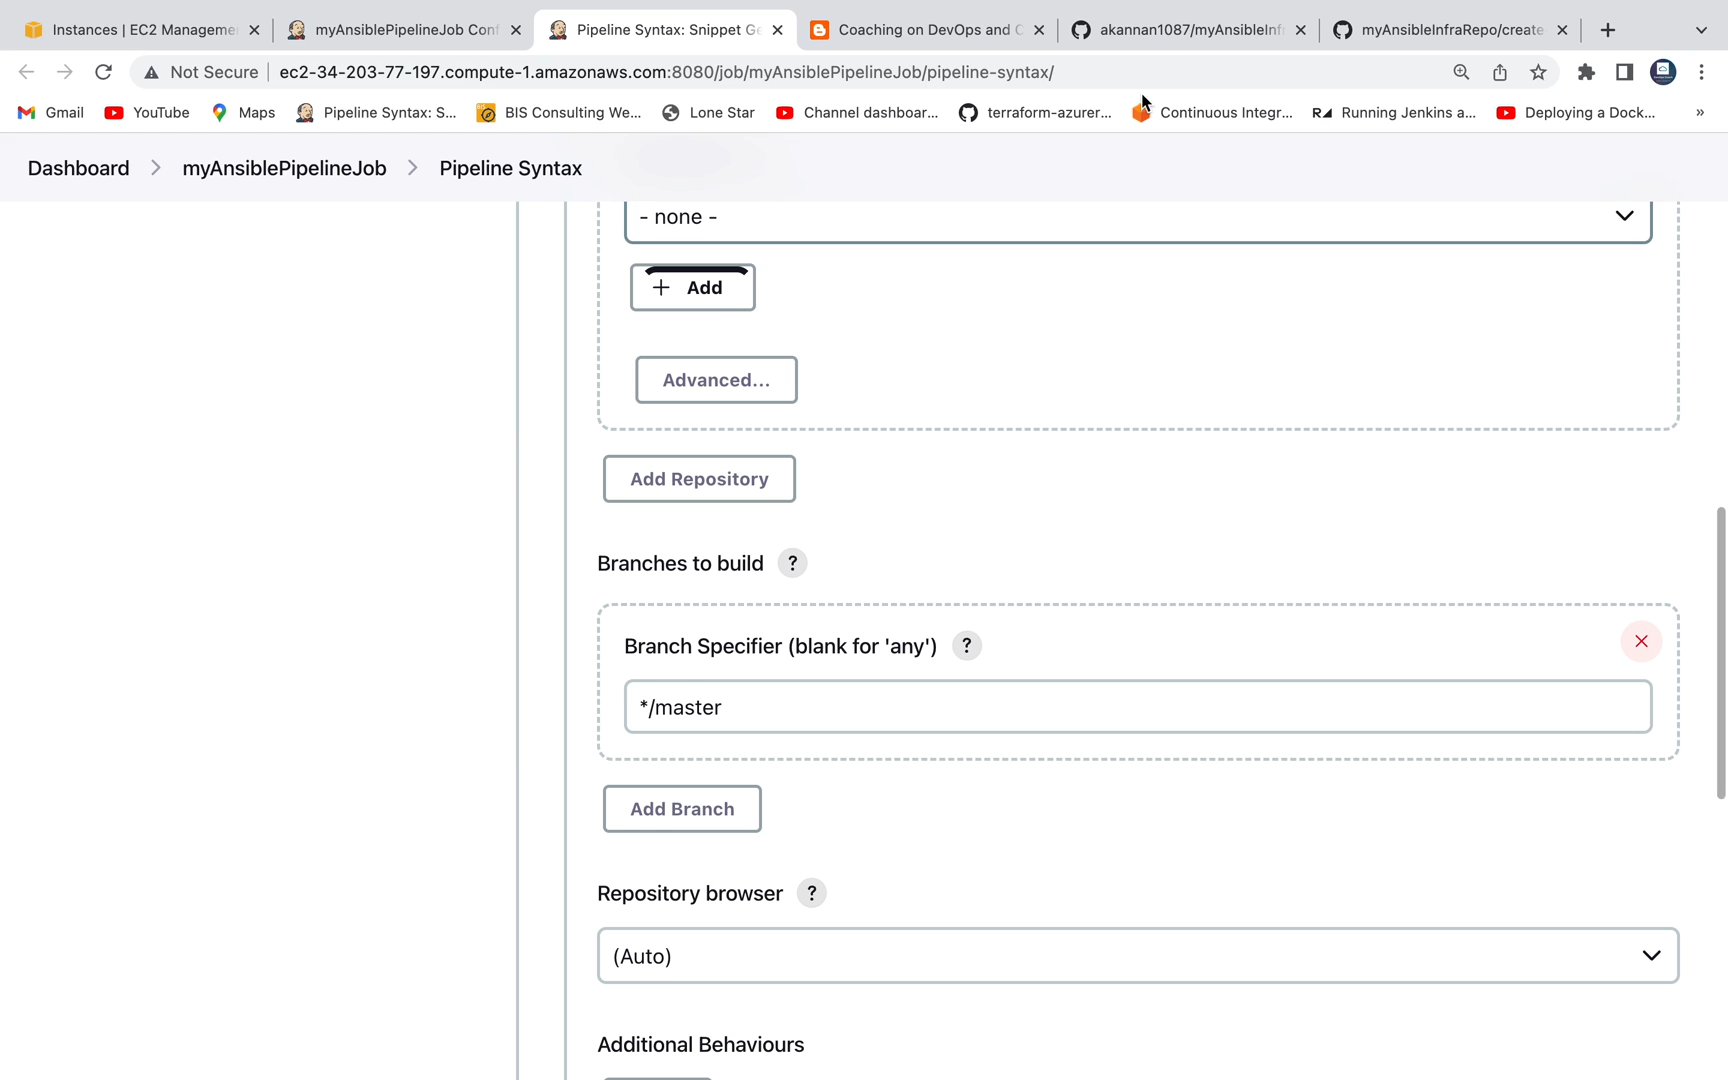 Instances | EC2 Manageme
myAnsiblePipelineJob Conf
Pipeline Syntax: Snippet Ge
Coaching on DevOps and C
akannan1087/myAnsibleInf
myAnsibleInfraRepo/create
Not Secure
ec2-34-203-77-197.compute-1.amazonaws.com:8080/job/myAnsiblePipelineJob/pipeline-syntax/
Gmail
YouTube
Maps
Pipeline Syntax: S...
BIS Consulting We...
Lone Star
Channel dashboar...
terraform-azurer...
Continuous Integr...
Running Jenkins a...
Deploying a Dock...
»
Dashboard > myAnsiblePipelineJob > Pipeline Syntax
- none -
+ Add
Advanced...
Add Repository
Branches to build ?
Branch Specifier (blank for 'any') ?
*/master
Add Branch
Repository browser ?
(Auto)
Additional Behaviours